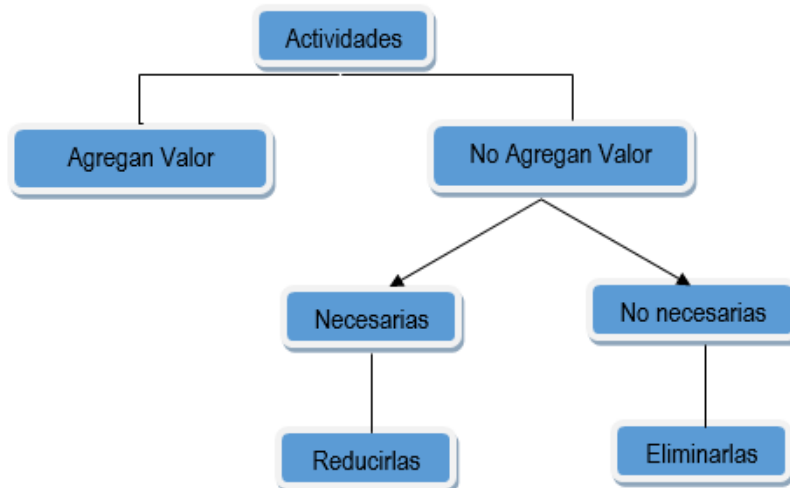 Actividades
Agregan Valor
No Agregan Valor
Necesarias
No necesarias
Reducirlas
Eliminarlas